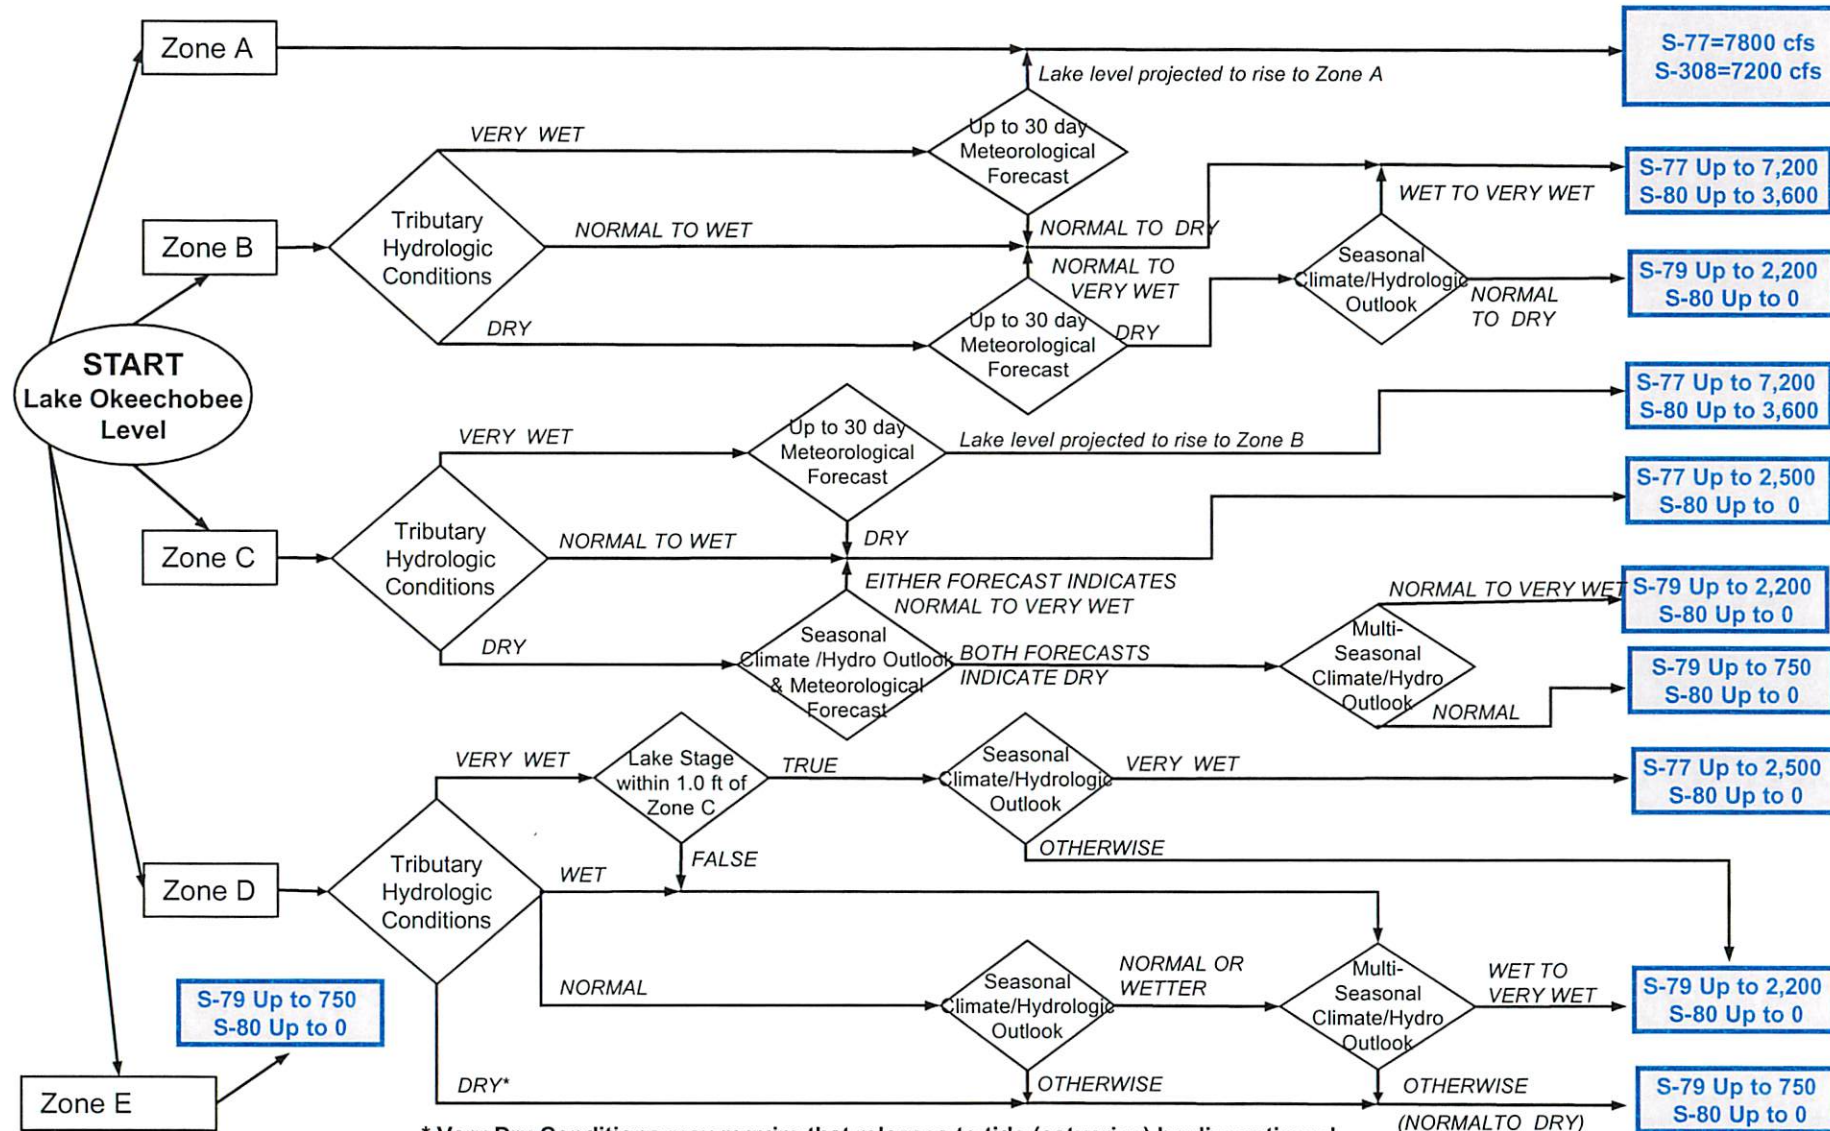 Zone A
S-77=7800 cfs
S-308=7200 cfs
Lake level projected to rise to Zone A
VERY WET
Up to 30 day
Meteorological
Forecast
S-77 Up to 7,200
S-80 Up to 3,600
WET TO VERY WET
Zone B
Tributary
Hydrologic
Conditions
NORMAL TO WET
NORMAL TO DRY
NORMAL TO
VERY WET
Seasonal
Climate/Hydrologic
Outlook
NORMAL
TO DRY
S-79 Up to 2,200
S-80 Up to 0
DRY
Up to 30 day
Meteorological
Forecast
DRY
START
Lake Okeechobee
Level
S-77 Up to 7,200
S-80 Up to 3,600
VERY WET
Up to 30 day
Meteorological
Forecast
Lake level projected to rise to Zone B
S-77 Up to 2,500
S-80 Up to 0
Zone C
Tributary
Hydrologic
Conditions
NORMAL TO WET
DRY
EITHER FORECAST INDICATES
NORMAL TO VERY WET
NORMAL TO VERY WET
S-79 Up to 2,200
S-80 Up to 0
DRY
Seasonal
Climate /Hydro Outlook
& Meteorological
Forecast
BOTH FORECASTS
INDICATE DRY
Multi-
Seasonal
Climate/Hydro
Outlook
NORMAL
S-79 Up to 750
S-80 Up to 0
VERY WET
Lake Stage
within 1.0 ft of
Zone C
TRUE
Seasonal
Climate/Hydrologic
Outlook
VERY WET
S-77 Up to 2,500
S-80 Up to 0
FALSE
OTHERWISE
Zone D
Tributary
Hydrologic
Conditions
WET
NORMAL
Seasonal
Climate/Hydrologic
Outlook
NORMAL OR
WETTER
Multi-
Seasonal
Climate/Hydro
Outlook
WET TO
VERY WET
S-79 Up to 2,200
S-80 Up to 0
S-79 Up to 750
S-80 Up to 0
DRY*
OTHERWISE
OTHERWISE
(NORMALTO DRY)
S-79 Up to 750
S-80 Up to 0
Zone E
* Very Dry Conditions may require that releases to tide (estuaries) be discontinued